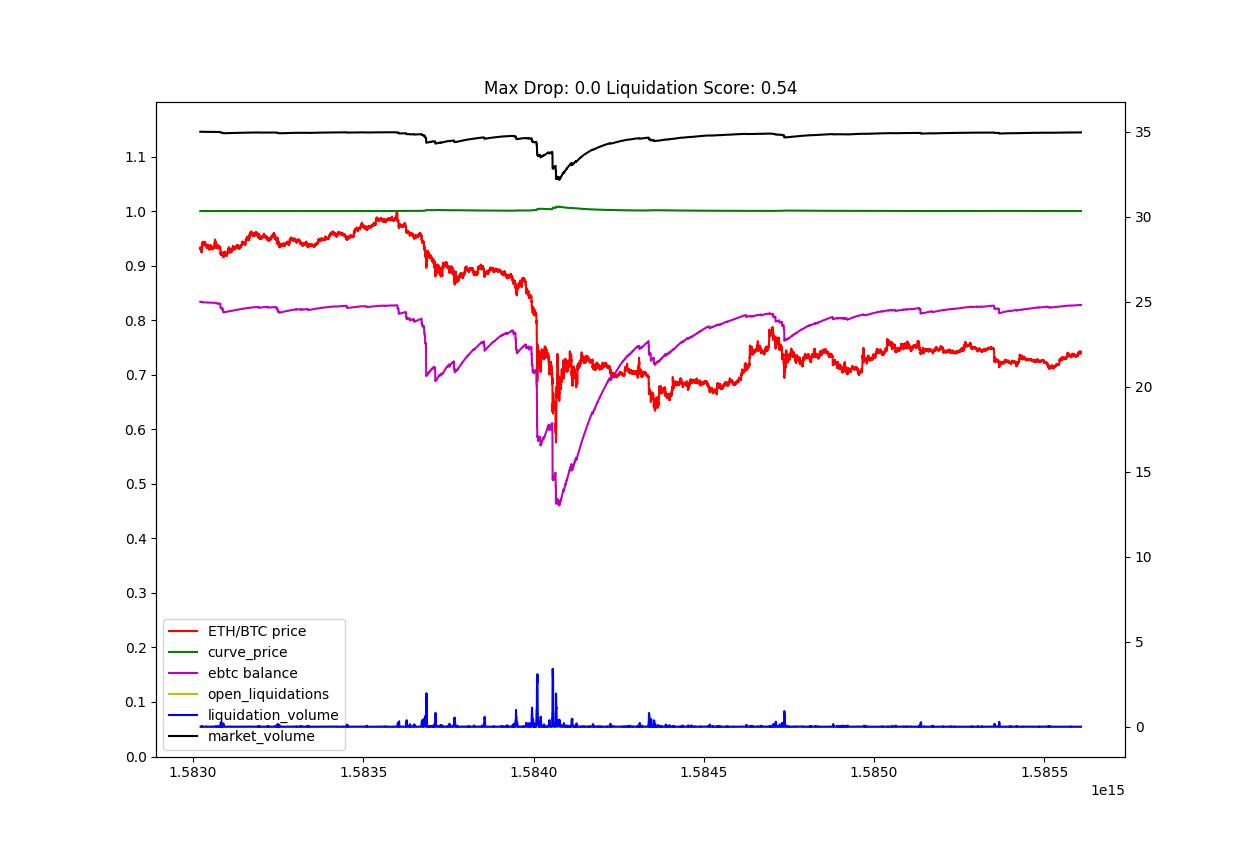 Max Drop: 0.0 Liquidation Score: 0.54
1.1
1.0
0.9
0.8
0.7
0.6
0.5
0.4
0.3
0.2
0.1
0.0
35
30
25
20
15
10
5
0
ETH/BTC price
curve_price
ebtc balance
open_liquidations
liquidation_volume
market_volume
1.5830 1.5835 1.5840 1.5845 1.5850 1.5855
1e15